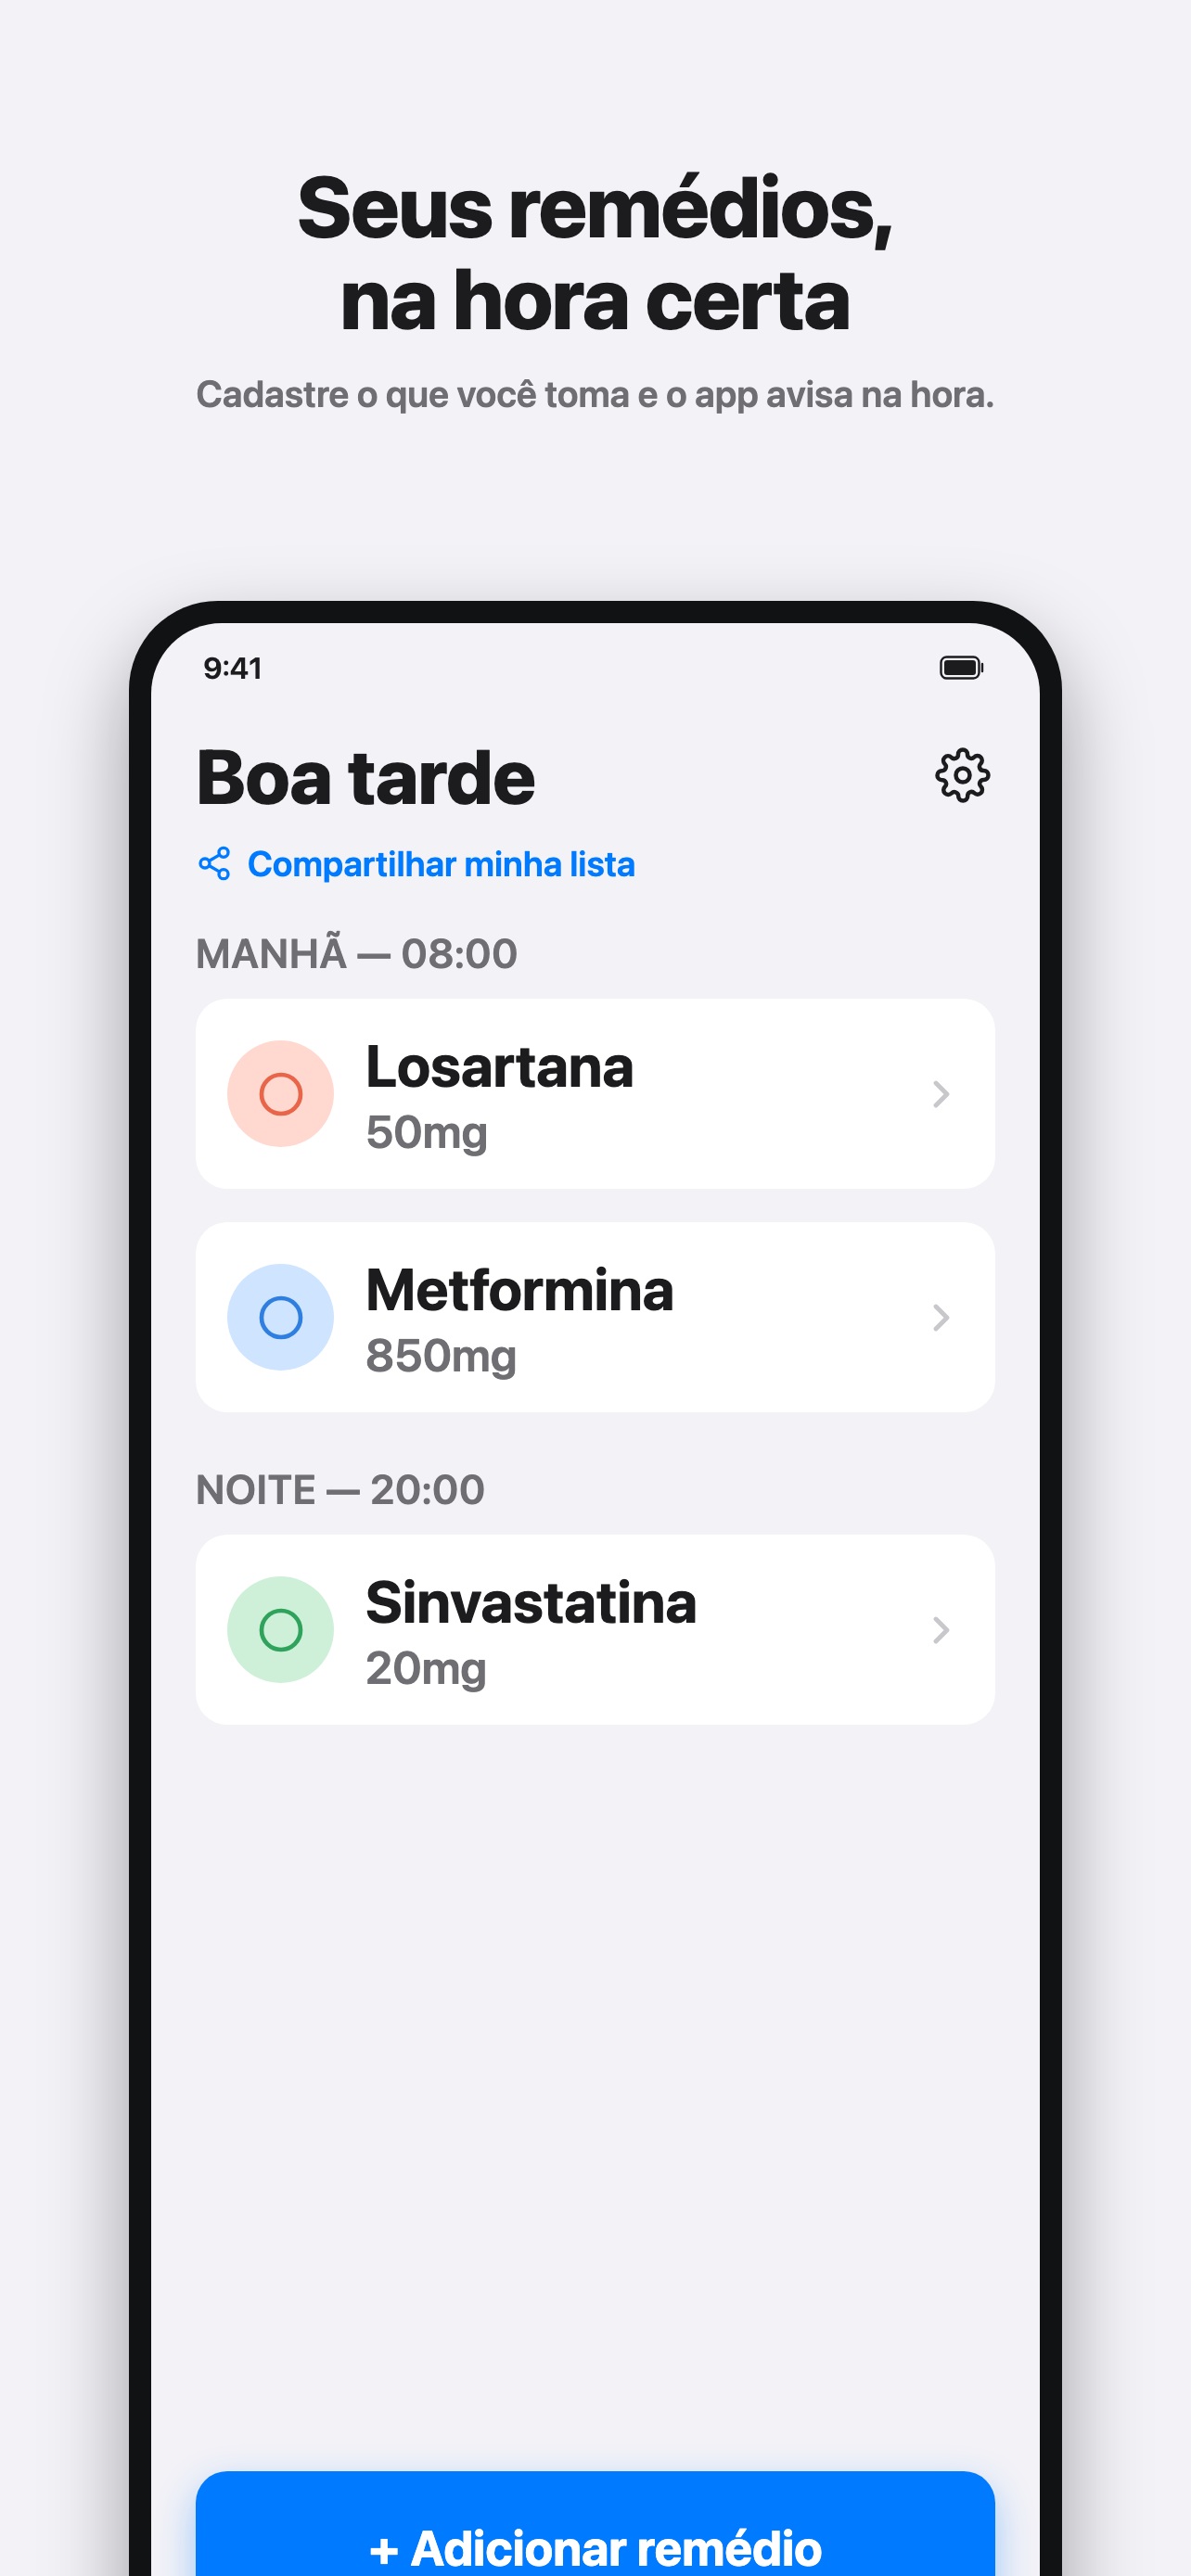 Seus remédios,
na hora certa
Cadastre o que você toma e o app avisa na hora.
9:41
Boa tarde
Compartilhar minha lista
MANHÃ — 08:00
Losartana
50mg
Metformina
850mg
NOITE — 20:00
Sinvastatina
20mg
+ Adicionar remédio